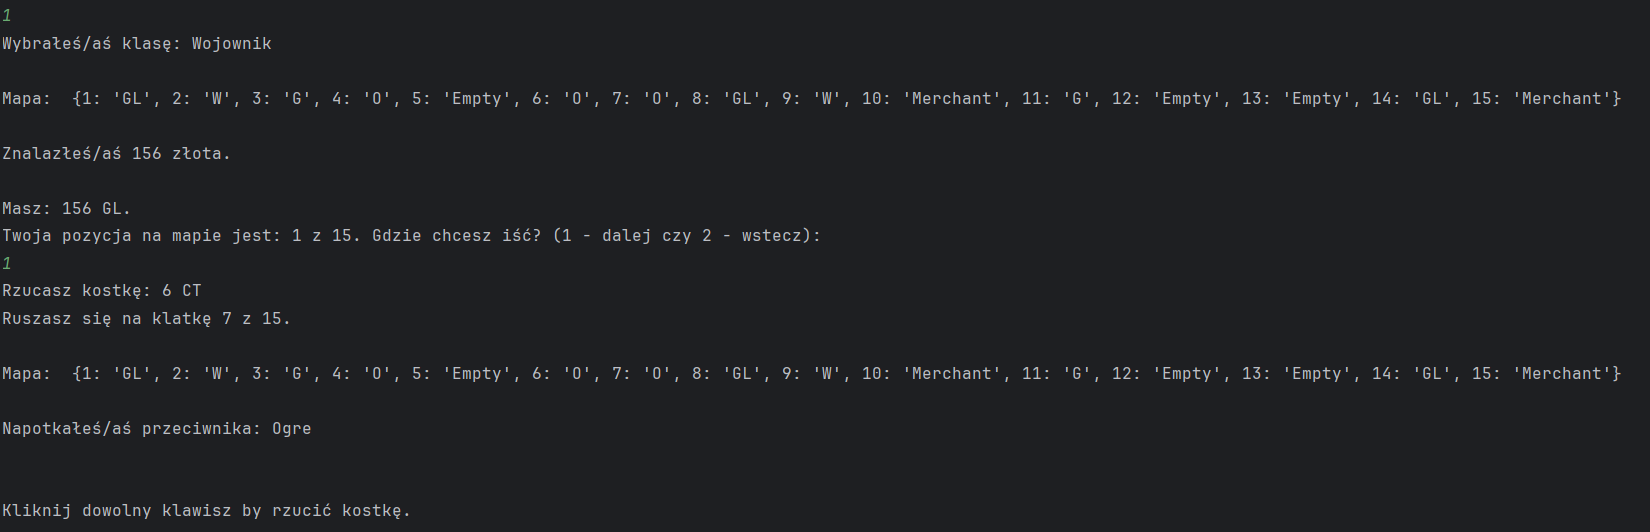 1
Wybrałeś/aś klasę: Wojownik
Mapa:  {1: 'GL', 2: 'W', 3: 'G', 4: 'O', 5: 'Empty', 6: 'O', 7: 'O', 8: 'GL', 9: 'W', 10: 'Merchant', 11: 'G', 12: 'Empty', 13: 'Empty', 14: 'GL', 15: 'Merchant'}
Znalazłeś/aś 156 złota.
Masz: 156 GL.
Twoja pozycja na mapie jest: 1 z 15. Gdzie chcesz iść? (1 - dalej czy 2 - wstecz):
1
Rzucasz kostkę: 6 CT
Ruszasz się na klatkę 7 z 15.
Mapa:  {1: 'GL', 2: 'W', 3: 'G', 4: 'O', 5: 'Empty', 6: 'O', 7: 'O', 8: 'GL', 9: 'W', 10: 'Merchant', 11: 'G', 12: 'Empty', 13: 'Empty', 14: 'GL', 15: 'Merchant'}
Napotkałeś/aś przeciwnika: Ogre
Kliknij dowolny klawisz by rzucić kostkę.